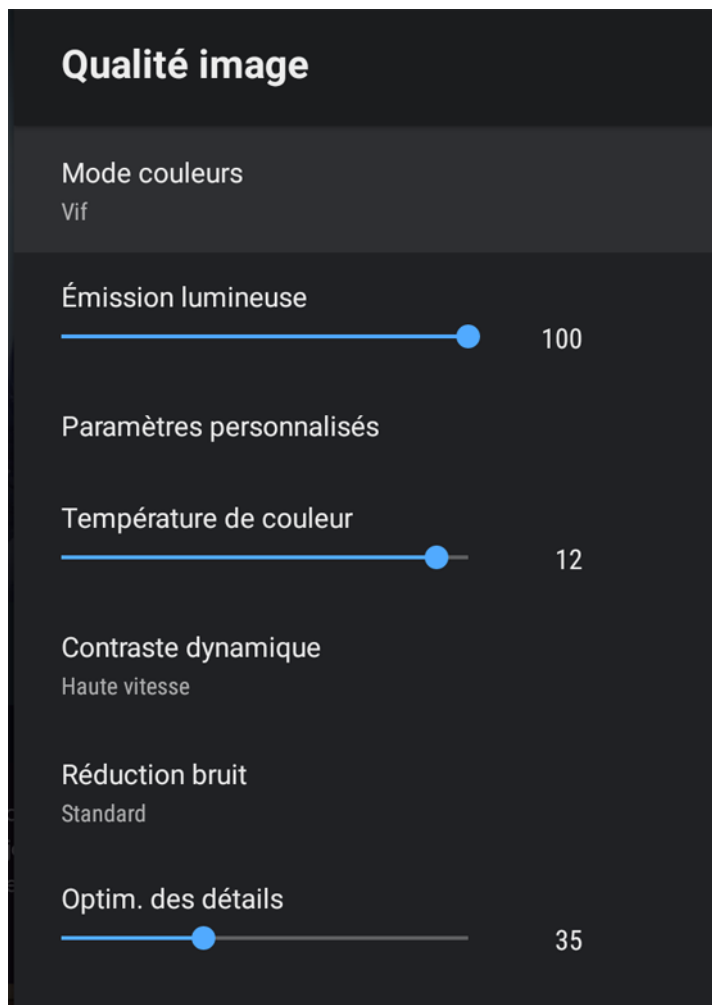 Qualité image
Mode couleurs
Vif
Émission lumineuse
100
Paramètres personnalisés
Température de couleur
12
Contraste dynamique
Haute vitesse
Réduction bruit
Standard
Optim. des détails
35